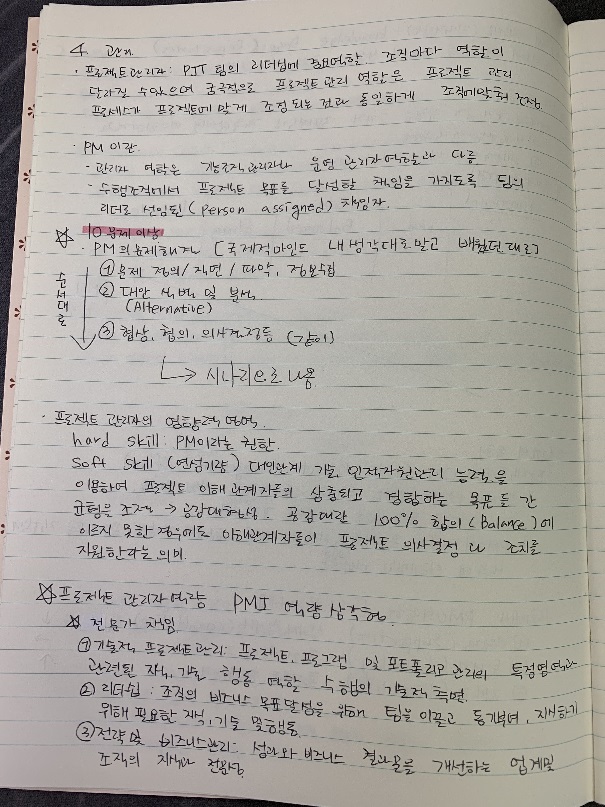 4. 관
· 프로젝트관리자: PJT 팀의 리더십에 중요역할, 조직마다 역할이
달라질 수있으며 궁극적으로 프로젝트관리 역할은 프로젝트 관리
프로세스가 프로젝트에 맞게 조정되는 것과 동일하게 조직에맞춰 조정
· PM 이란
- 관리자 역할은 기능조직관리자나 운영 관리자역할과 다름
- 수행조직에서 프로젝트 목표를 달성할 책임을 가지도록 팀의
리더로 선임된 (Person assigned) 책임자.
☆ 10문제이상
· PM의문제해결 [국제적마인드 내생각대로말고 배웠던대로]
순서대로
① 문제 정의/직면/파악, 정보수집
② 대안 식별 및 분석
(Alternative)
③ 협상, 협의, 의사결정등 (같이)
↳ 시나리오로 나옴
· 프로젝트 관리자의 영향력 영역.
hard skill: PM이라는 권한.
soft skill (연성기량) 대인관계 기술, 인적자원관리 능력을
이용하여 프로젝트 이해관계자들의 상충되고 경합하는 목표들 간
균형을 조정 → 공감대형성. 공감대란 100% 합의 (Balance)에
이르지 못한 경우에도 이해관계자들이 프로젝트 의사결정 다 조치를
지원한다는 의미.
☆ 프로젝트 관리자역량 PMI 역량삼각형.
☆ 전문가 책임
① 기술적 프로젝트관리: 프로젝트, 프로그램 및 포트폴리오 관리의 특정영역과
관련된 지식, 기술 행동 역할 수행의 기술적 측면.
② 리더십 : 조직의 비즈니스 목표달성을 위해 팀을 이끌고 동기부여, 지시하기
위해 필요한 지식, 기술 및행동.
③ 전략 및 비즈니스관리: 성과와 비즈니스 결과물을 개선하는 업계및
조직의 지식과 전문성